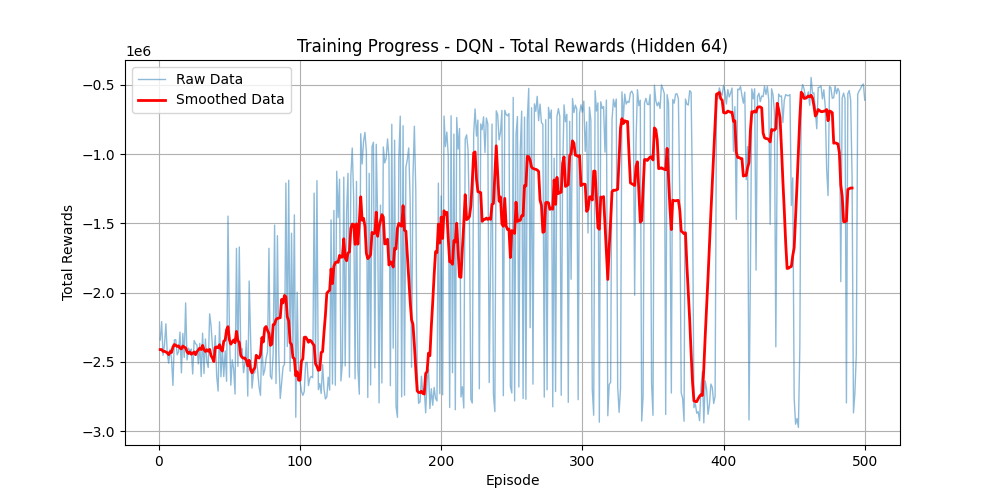 Training Progress - DQN - Total Rewards (Hidden 64)
1e6
Raw Data
Smoothed Data
−0.5
−1.0
−1.5
−2.0
−2.5
−3.0
Total Rewards
0 100 200 300 400 500
Episode